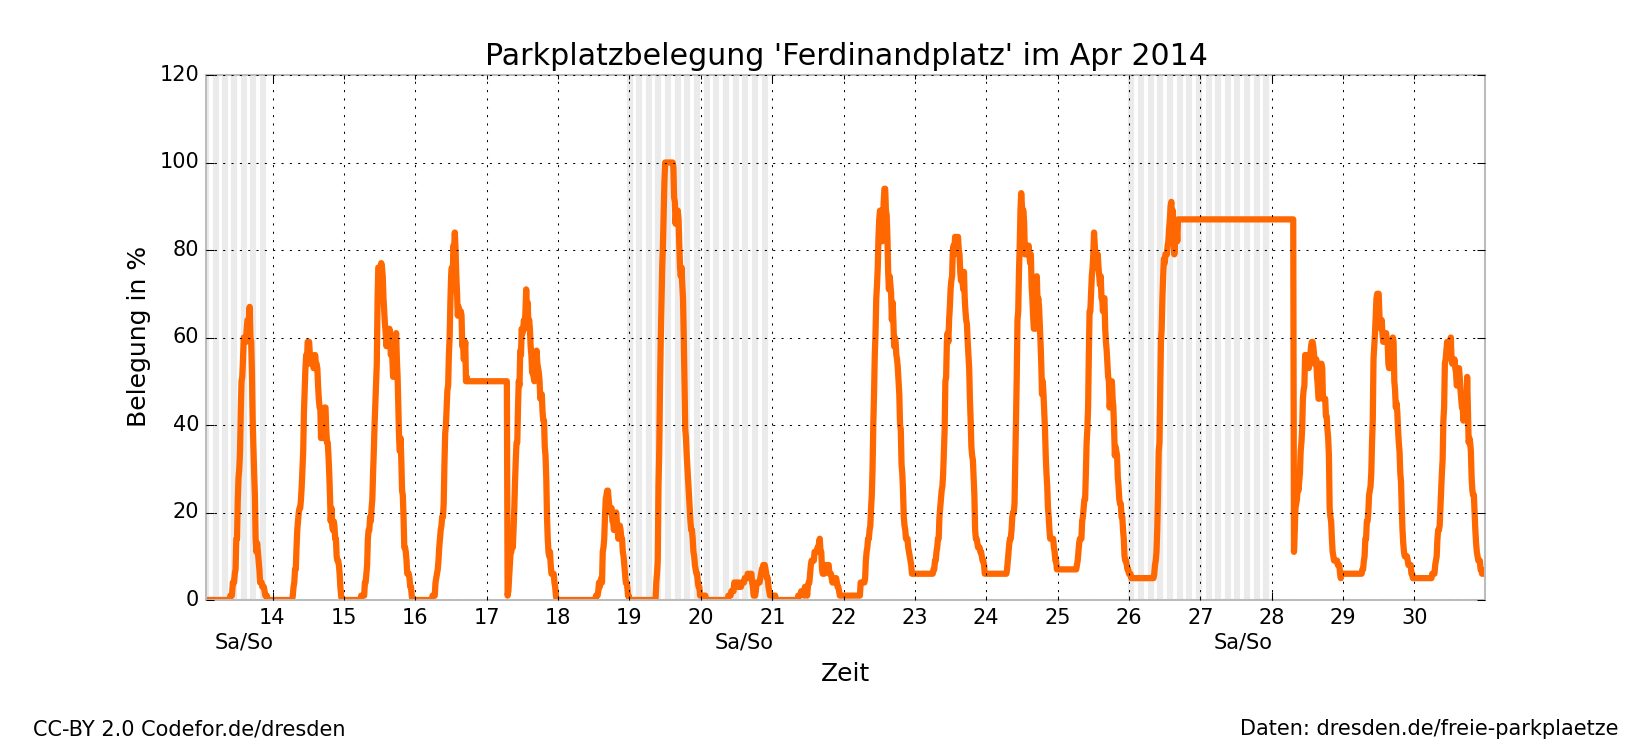 Parkplatzbelegung 'Ferdinandplatz' im Apr 2014
120
100
80
60
40
20
0
Belegung in %
14 15 16 17 18 19 20 21 22 23 24 25 26 27 28 29 30
Sa/So Sa/So Sa/So
Zeit
CC-BY 2.0 Codefor.de/dresden
Daten: dresden.de/freie-parkplaetze